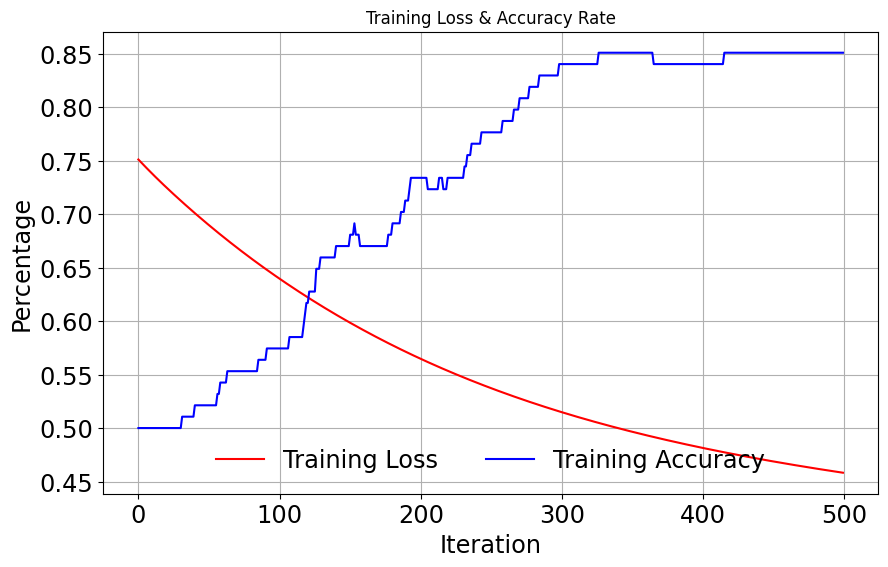 Training Loss & Accuracy Rate
0.85
0.80
0.75
0.70
0.65
0.60
0.55
0.50
0.45
Percentage
Training Loss Training Accuracy
0 100 200 300 400 500
Iteration